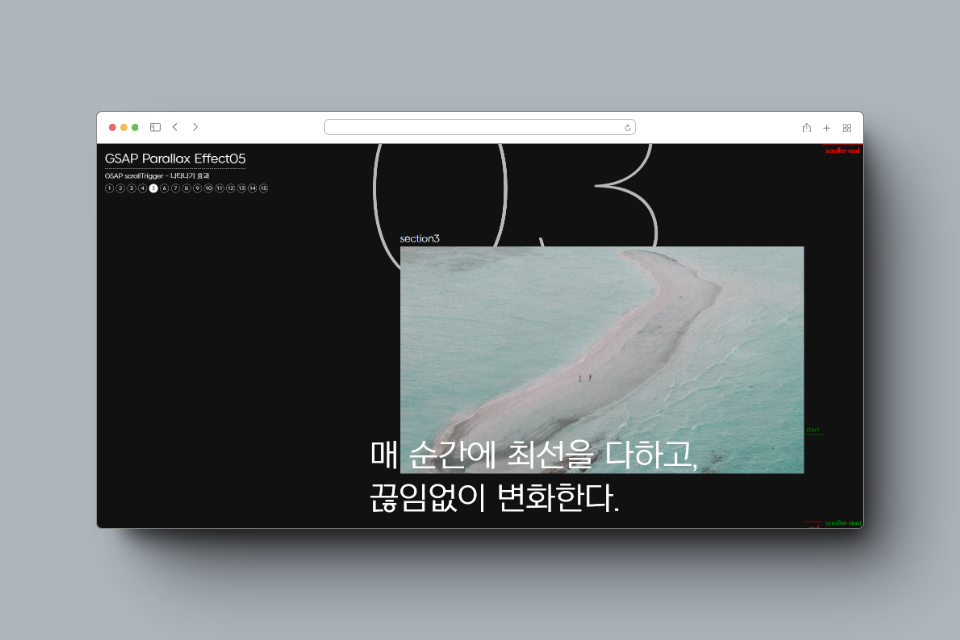 GSAP Parallax Effect05
GSAP scrollTrigger - 나타나기 효과
1 2 3 4 5 6 7 8 9 10 11 12 13 14 15
03
section3
매 순간에 최선을 다하고,
끊임없이 변화한다.
scroller-end
start
scroller-start
end